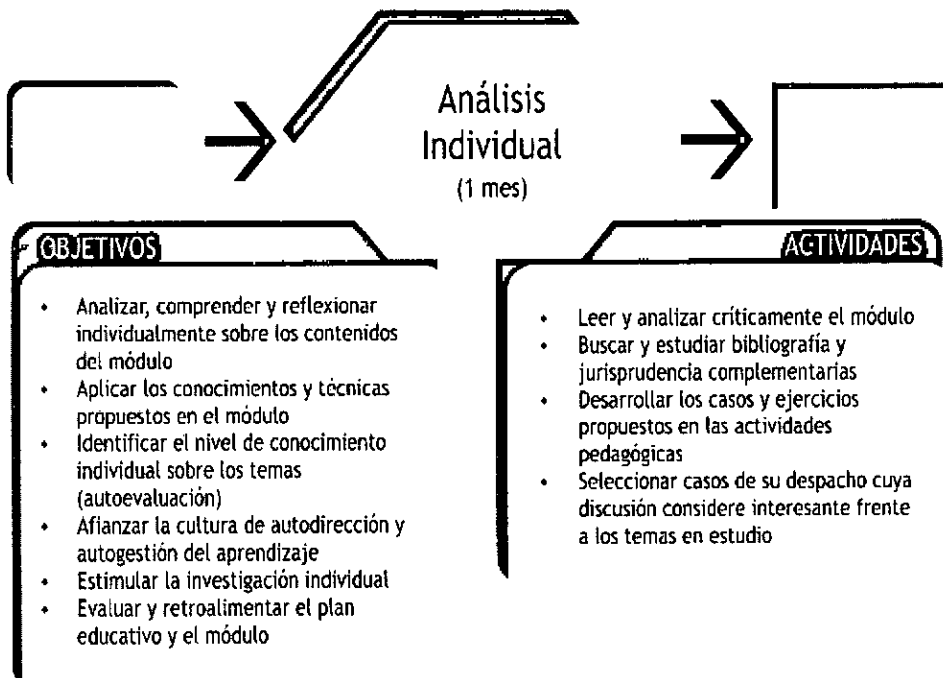 Análisis
Individual
(1 mes)
OBJETIVOS
• Analizar, comprender y reflexionar
individualmente sobre los contenidos
del módulo
• Aplicar los conocimientos y técnicas
propuestos en el módulo
• Identificar el nivel de conocimiento
individual sobre los temas
(autoevaluación)
• Afianzar la cultura de autodirección y
autogestión del aprendizaje
• Estimular la investigación individual
• Evaluar y retroalimentar el plan
educativo y el módulo
ACTIVIDADES
• Leer y analizar críticamente el módulo
• Buscar y estudiar bibliografía y
jurisprudencia complementarias
• Desarrollar los casos y ejercicios
propuestos en las actividades
pedagógicas
• Seleccionar casos de su despacho cuya
discusión considere interesante frente
a los temas en estudio